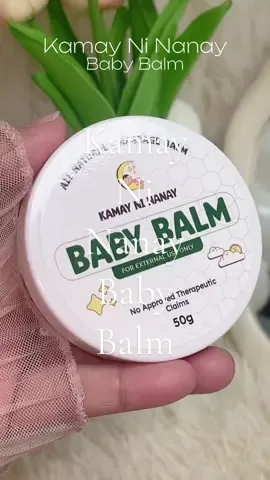 Kamay Ni Nanay
Baby Balm
Kamay
Ni
Nanay
Baby
Balm
KAMAY NI NANAY
BABY BALM
FOR EXTERNAL USE ONLY
No Approved Therapeutic
Claims
50g